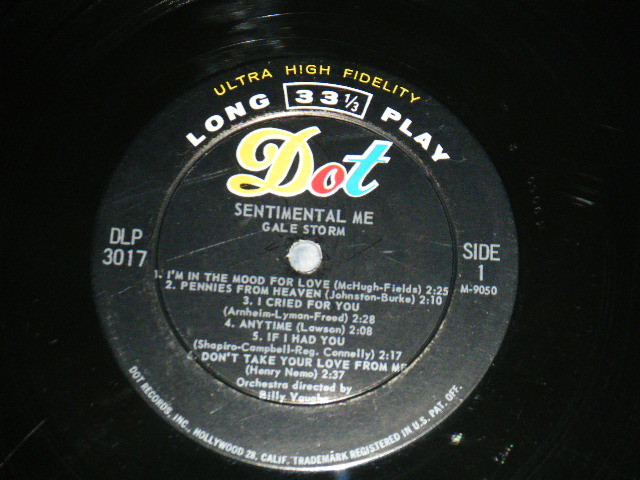 ULTRA HIGH FIDELITY
LONG 33 1/3 PLAY
Dot
SENTIMENTAL ME
GALE STORM
DLP
3017
SIDE
1
M-9050
1. I'M IN THE MOOD FOR LOVE (McHugh-Fields) 2:25
2. PENNIES FROM HEAVEN (Johnston-Burke) 2:10
3. I CRIED FOR YOU
(Arnheim-Lyman-Freed) 2:28
4. ANYTIME (Lawson) 2:08
5. IF I HAD YOU
(Shapiro-Campbell-Reg. Connelly) 2:17
DON'T TAKE YOUR LOVE FROM ME
(Henry Nemo) 2:37
Orchestra directed by
Billy Vaughn
DOT RECORDS, INC., HOLLYWOOD 28, CALIF. TRADEMARK REGISTERED IN U.S. PAT. OFF.